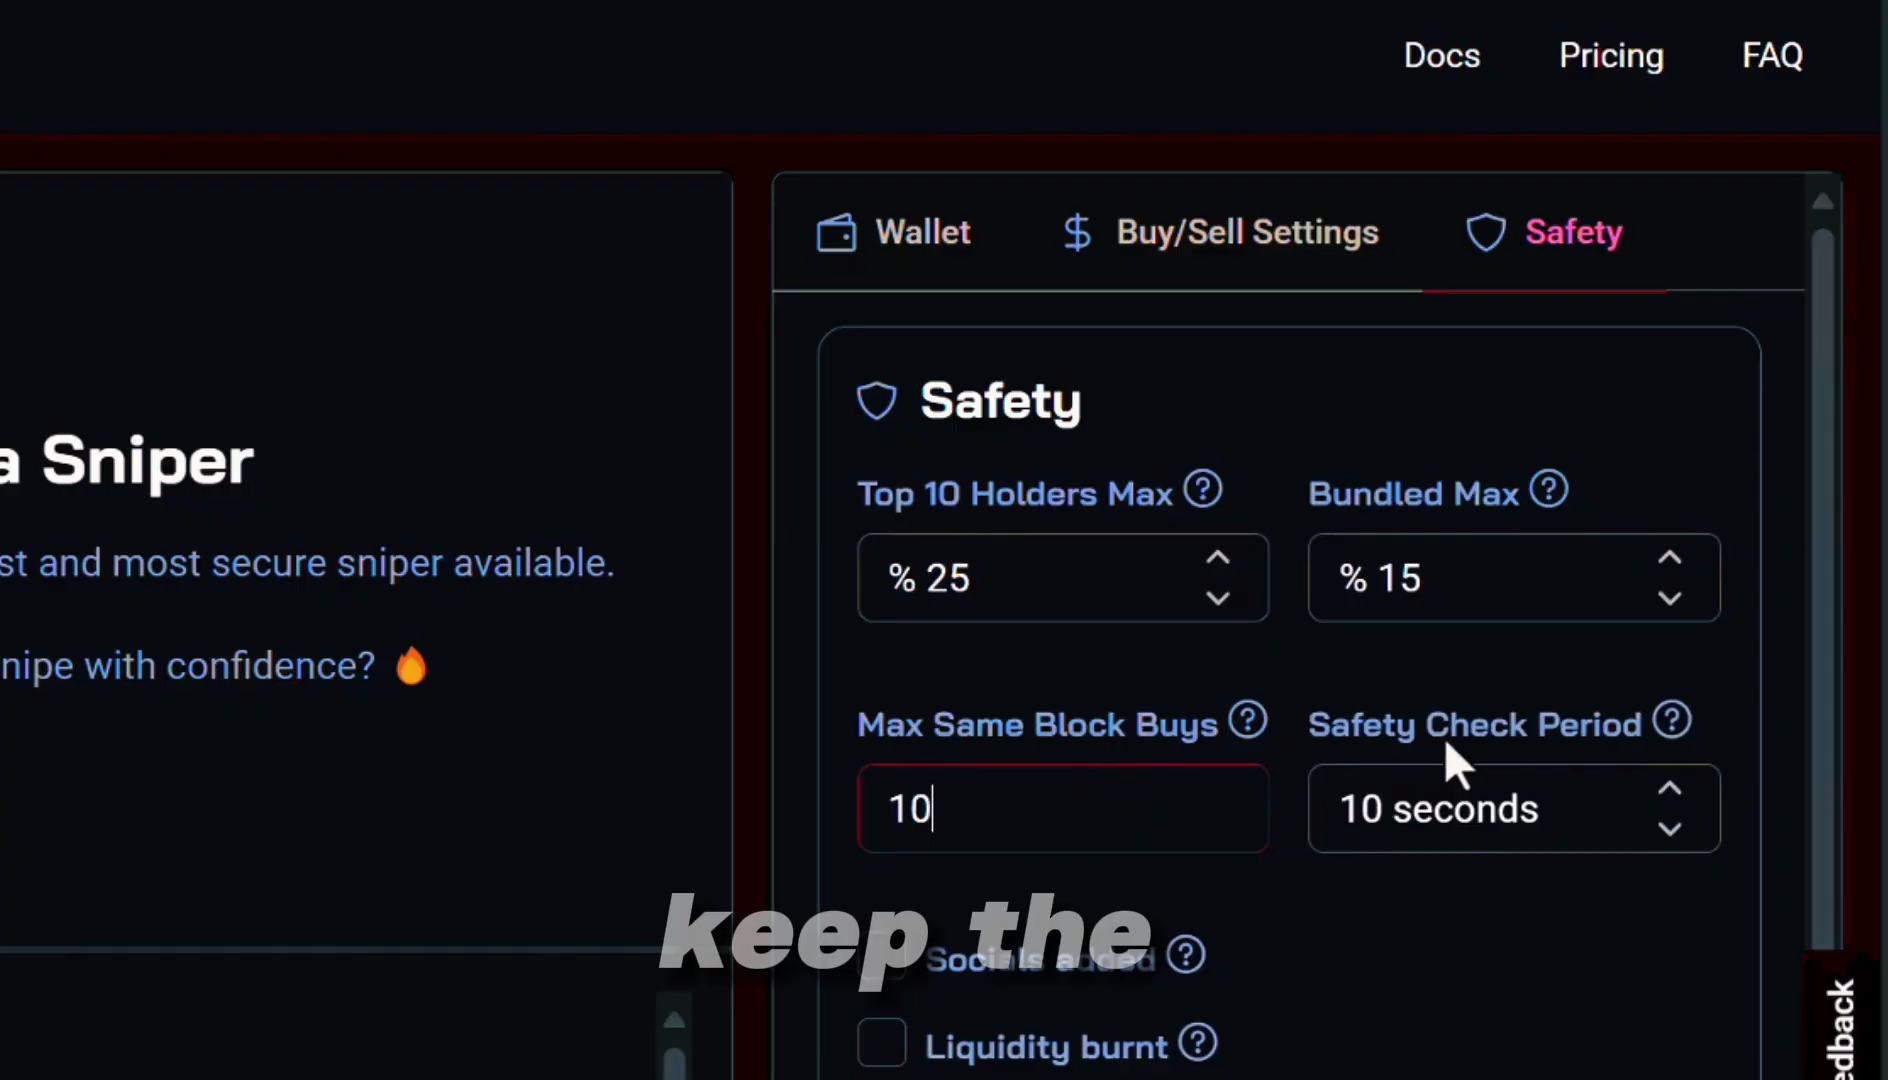 Docs Pricing FAQ
Wallet Buy/Sell Settings Safety
Safety
a Sniper
Top 10 Holders Max Bundled Max
% 25 % 15
st and most secure sniper available.
nipe with confidence?
Max Same Block Buys Safety Check Period
10 10 seconds
keep the
Socials added
Liquidity burnt
edback